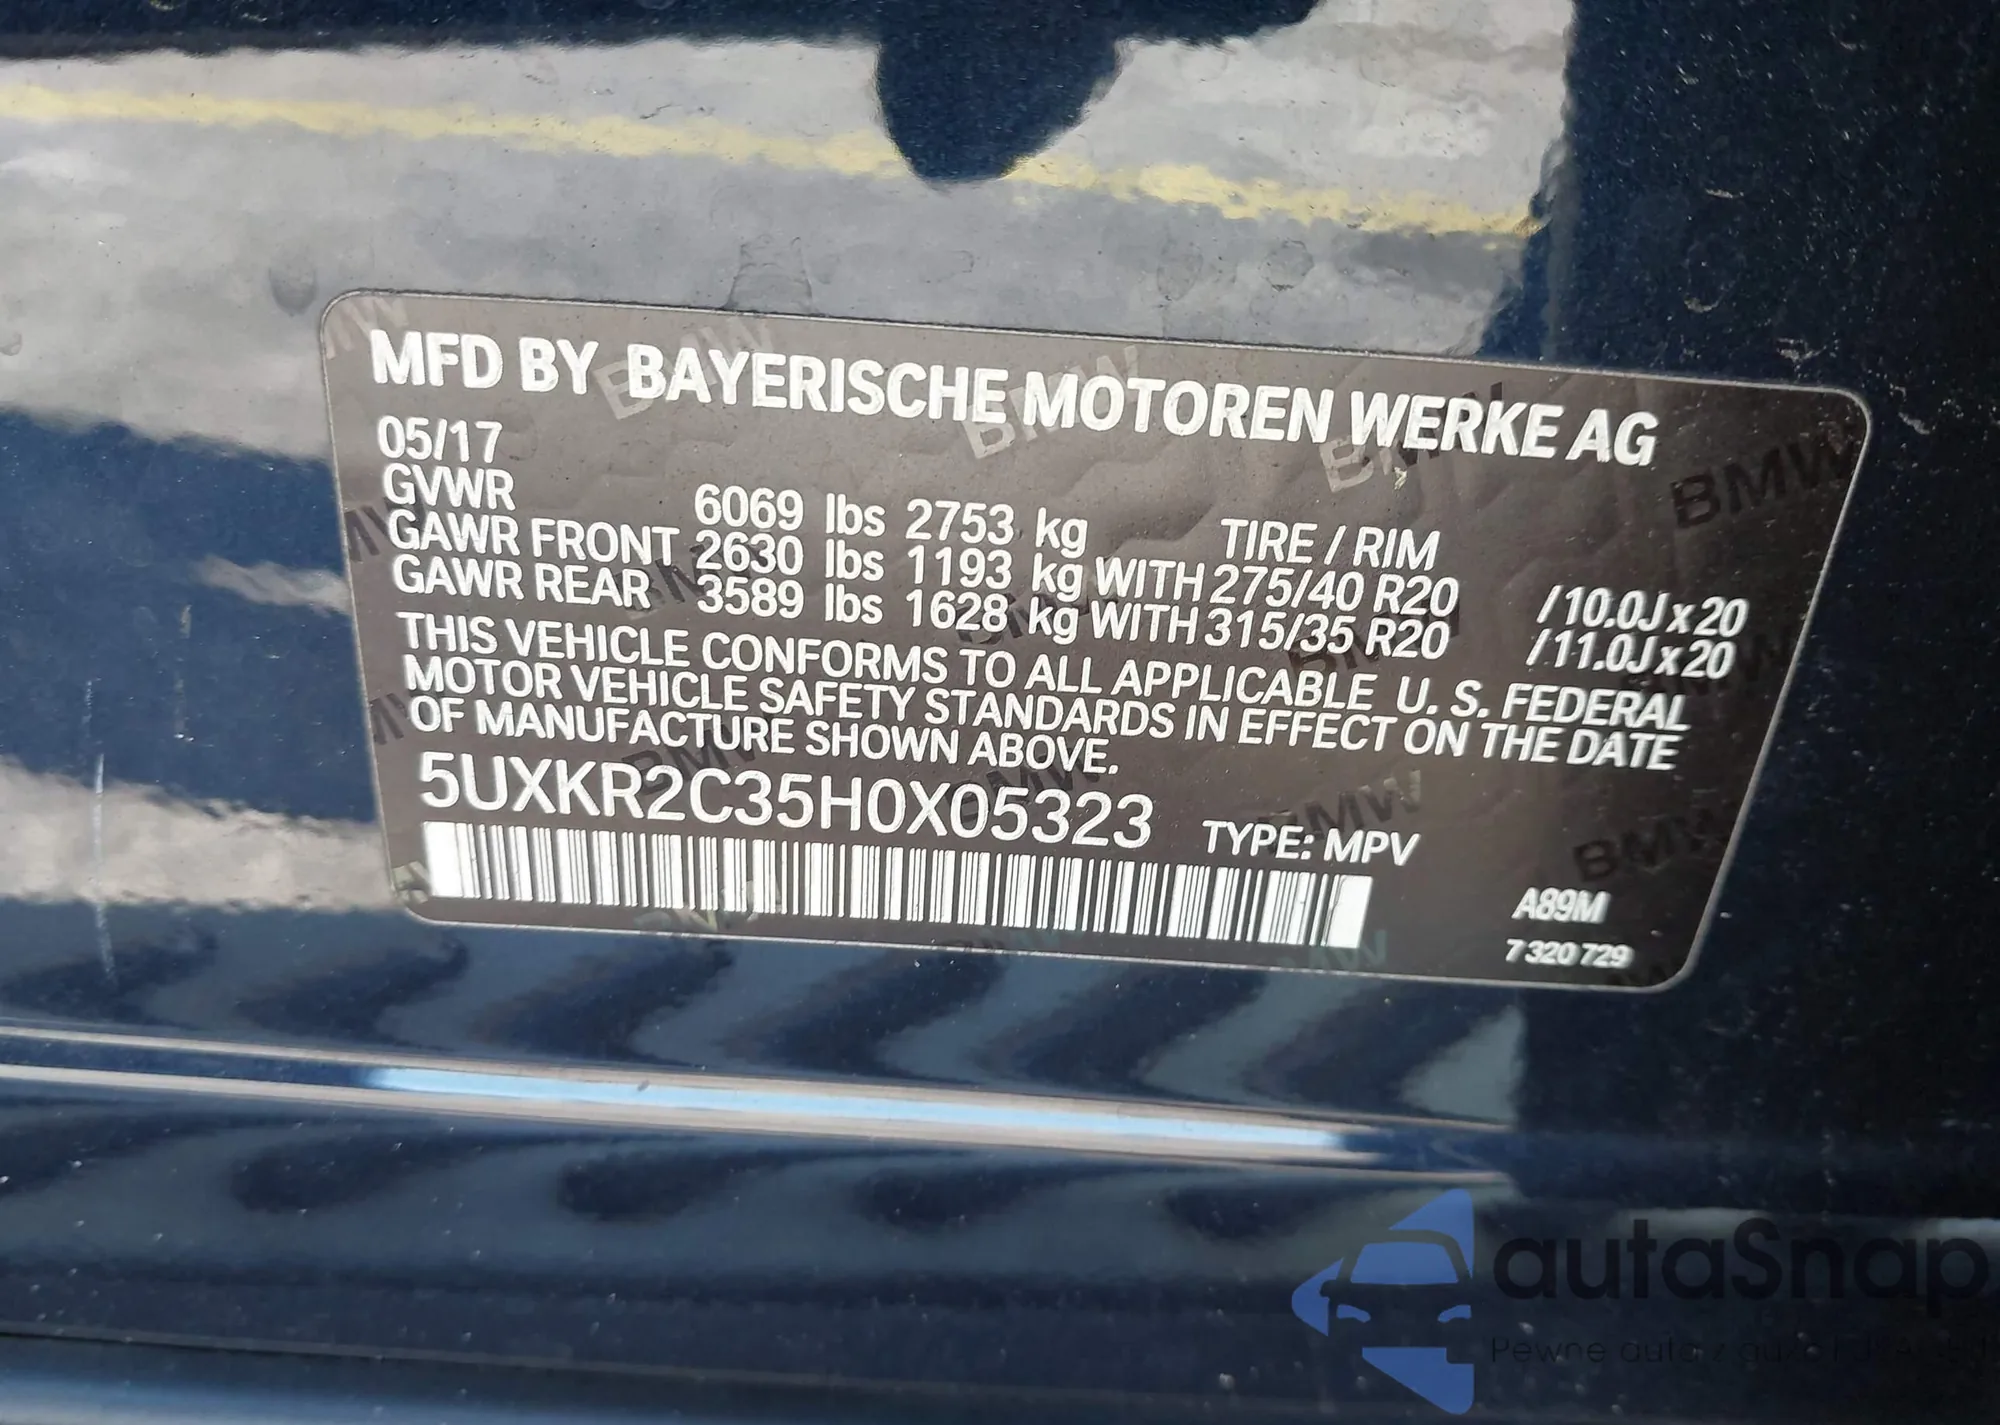 MFD BY BAYERISCHE MOTOREN WERKE AG
05/17
GVWR 6069 lbs 2753 kg TIRE / RIM
GAWR FRONT 2630 lbs 1193 kg WITH 275/40 R20 /10.0J x 20
GAWR REAR 3589 lbs 1628 kg WITH 315/35 R20 /11.0J x 20
THIS VEHICLE CONFORMS TO ALL APPLICABLE U. S. FEDERAL
MOTOR VEHICLE SAFETY STANDARDS IN EFFECT ON THE DATE
OF MANUFACTURE SHOWN ABOVE.
5UXKR2C35H0X05323 TYPE: MPV
A89M
7 320 729
autaSnap
Pewne auto z